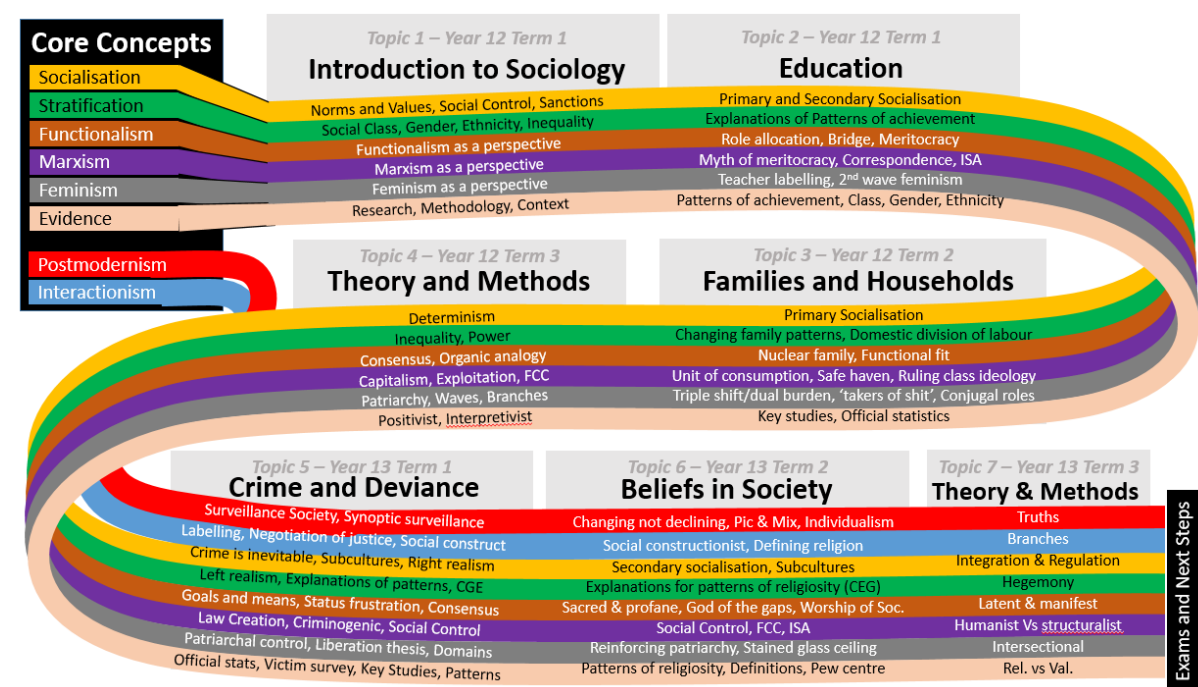 Core Concepts
Socialisation
Stratification
Functionalism
Marxism
Feminism
Evidence
Postmodernism
Interactionism
Topic 1 – Year 12 Term 1
Introduction to Sociology
Norms and Values, Social Control, Sanctions
Social Class, Gender, Ethnicity, Inequality
Functionalism as a perspective
Marxism as a perspective
Feminism as a perspective
Research, Methodology, Context
Topic 2 – Year 12 Term 1
Education
Primary and Secondary Socialisation
Explanations of Patterns of achievement
Role allocation, Bridge, Meritocracy
Myth of meritocracy, Correspondence, ISA
Teacher labelling, 2nd wave feminism
Patterns of achievement, Class, Gender, Ethnicity
Topic 4 – Year 12 Term 3
Theory and Methods
Determinism
Inequality, Power
Consensus, Organic analogy
Capitalism, Exploitation, FCC
Patriarchy, Waves, Branches
Positivist, Interpretivist
Topic 3 – Year 12 Term 2
Families and Households
Primary Socialisation
Changing family patterns, Domestic division of labour
Nuclear family, Functional fit
Unit of consumption, Safe haven, Ruling class ideology
Triple shift/dual burden, ‘takers of shit’, Conjugal roles
Key studies, Official statistics
Topic 5 – Year 13 Term 1
Crime and Deviance
Surveillance Society, Synoptic surveillance
Labelling, Negotiation of justice, Social construct
Crime is inevitable, Subcultures, Right realism
Left realism, Explanations of patterns, CGE
Goals and means, Status frustration, Consensus
Law Creation, Criminogenic, Social Control
Patriarchal control, Liberation thesis, Domains
Official stats, Victim survey, Key Studies, Patterns
Topic 6 – Year 13 Term 2
Beliefs in Society
Changing not declining, Pic & Mix, Individualism
Social constructionist, Defining religion
Secondary socialisation, Subcultures
Explanations for patterns of religiosity (CEG)
Sacred & profane, God of the gaps, Worship of Soc.
Social Control, FCC, ISA
Reinforcing patriarchy, Stained glass ceiling
Patterns of religiosity, Definitions, Pew centre
Topic 7 – Year 13 Term 3
Theory & Methods
Truths
Branches
Integration & Regulation
Hegemony
Latent & manifest
Humanist Vs structuralist
Intersectional
Rel. vs Val.
Exams and Next Steps